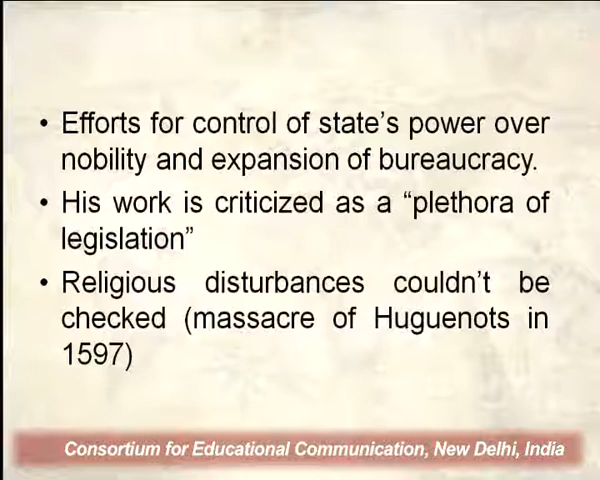 • Efforts for control of state's power over
nobility and expansion of bureaucracy.
• His work is criticized as a “plethora of
legislation”
• Religious disturbances couldn't be
checked (massacre of Huguenots in
1597)
Consortium for Educational Communication, New Delhi, India